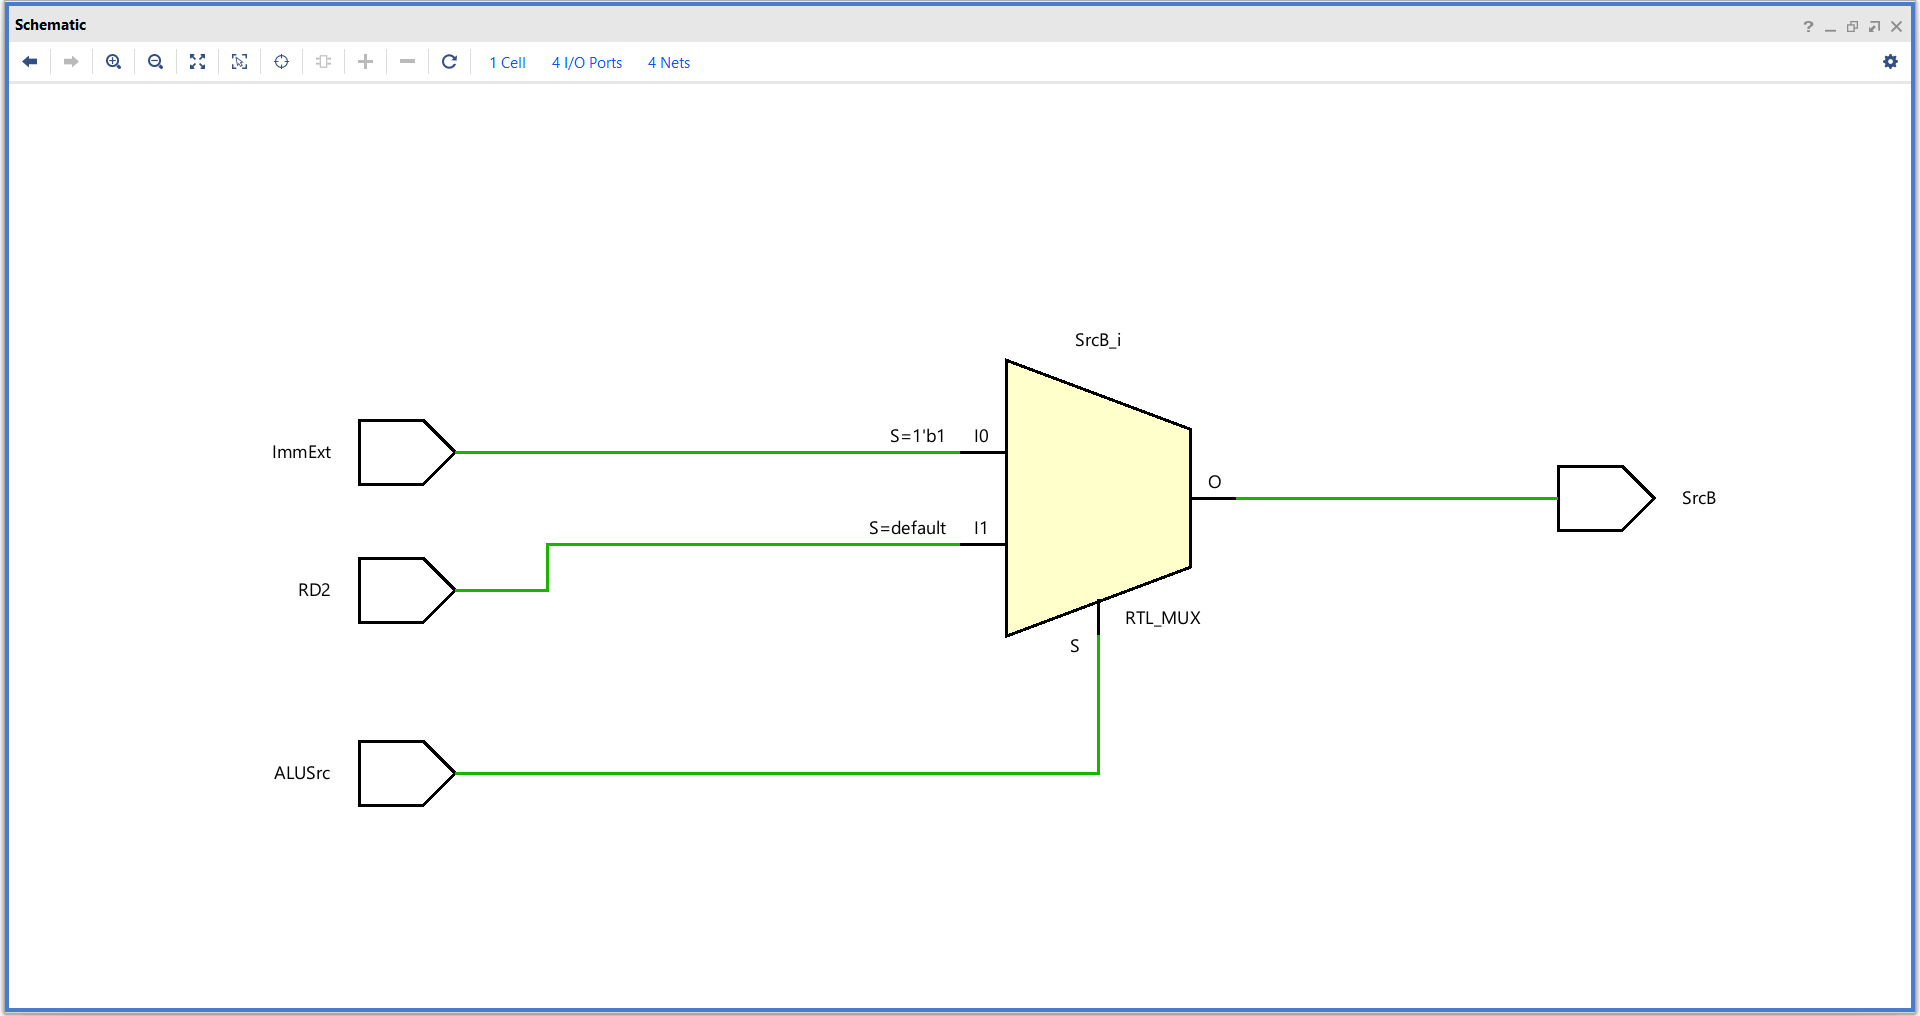 Schematic
1 Cell 4 I/O Ports 4 Nets
SrcB_i
ImmExt
S=1'b1 I0
O
SrcB
S=default I1
RD2
RTL_MUX
S
ALUSrc